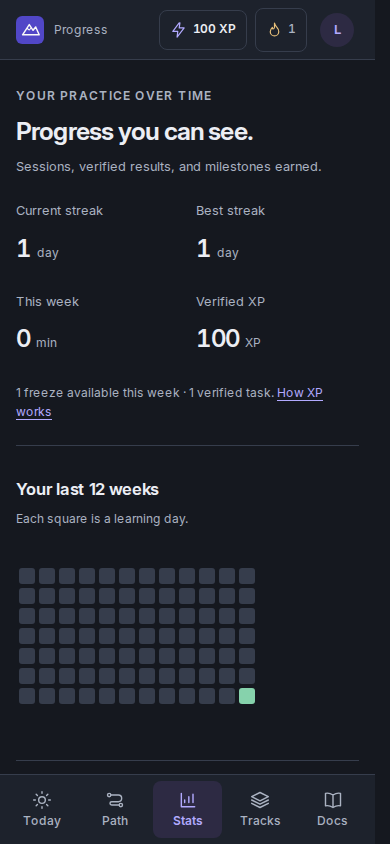 Progress
100 XP
1
L
YOUR PRACTICE OVER TIME
Progress you can see.
Sessions, verified results, and milestones earned.
Current streak
Best streak
1 day
1 day
This week
Verified XP
0 min
100 XP
1 freeze available this week · 1 verified task. How XP
works
Your last 12 weeks
Each square is a learning day.
Today
Path
Stats
Tracks
Docs